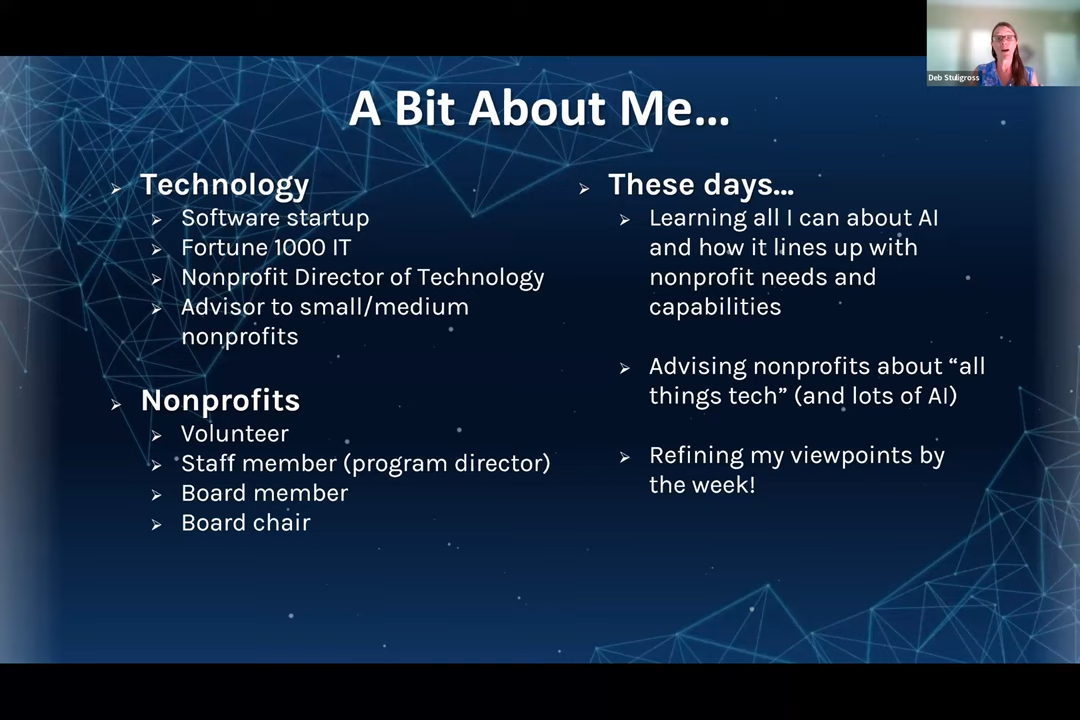 Deb Stuligross
A Bit About Me...
Technology
Software startup
Fortune 1000 IT
Nonprofit Director of Technology
Advisor to small/medium
nonprofits
Nonprofits
Volunteer
Staff member (program director)
Board member
Board chair
These days...
Learning all I can about AI
and how it lines up with
nonprofit needs and
capabilities
Advising nonprofits about “all
things tech” (and lots of AI)
Refining my viewpoints by
the week!